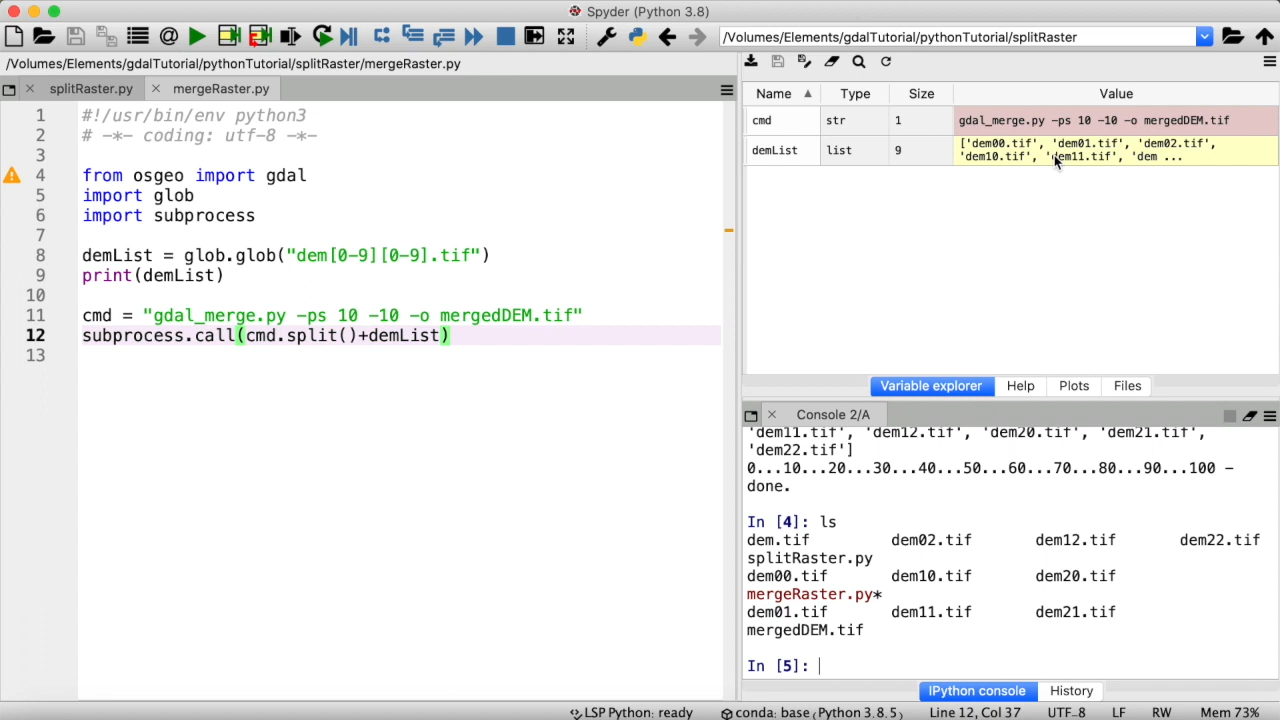 Spyder (Python 3.8)
/Volumes/Elements/gdalTutorial/pythonTutorial/splitRaster
/Volumes/Elements/gdalTutorial/pythonTutorial/splitRaster/mergeRaster.py
splitRaster.py
mergeRaster.py
1 #!/usr/bin/env python3
2 # -*- coding: utf-8 -*-
3
4 from osgeo import gdal
5 import glob
6 import subprocess
7
8 demList = glob.glob("dem[0-9][0-9].tif")
9 print(demList)
10
11 cmd = "gdal_merge.py -ps 10 -10 -o mergedDEM.tif"
12 subprocess.call(cmd.split()+demList)
13
Name Type Size Value
cmd str 1 gdal_merge.py -ps 10 -10 -o mergedDEM.tif
demList list 9 ['dem00.tif', 'dem01.tif', 'dem02.tif',
'dem10.tif', 'dem11.tif', 'dem ...
Variable explorer Help Plots Files
Console 2/A
'dem11.tif', 'dem12.tif', 'dem20.tif', 'dem21.tif',
'dem22.tif']
0...10...20...30...40...50...60...70...80...90...100 -
done.
In [4]: ls
dem.tif dem02.tif dem12.tif dem22.tif
splitRaster.py
dem00.tif dem10.tif dem20.tif
mergeRaster.py*
dem01.tif dem11.tif dem21.tif
mergedDEM.tif
In [5]:
IPython console History
LSP Python: ready conda: base (Python 3.8.5) Line 12, Col 37 UTF-8 LF RW Mem 73%